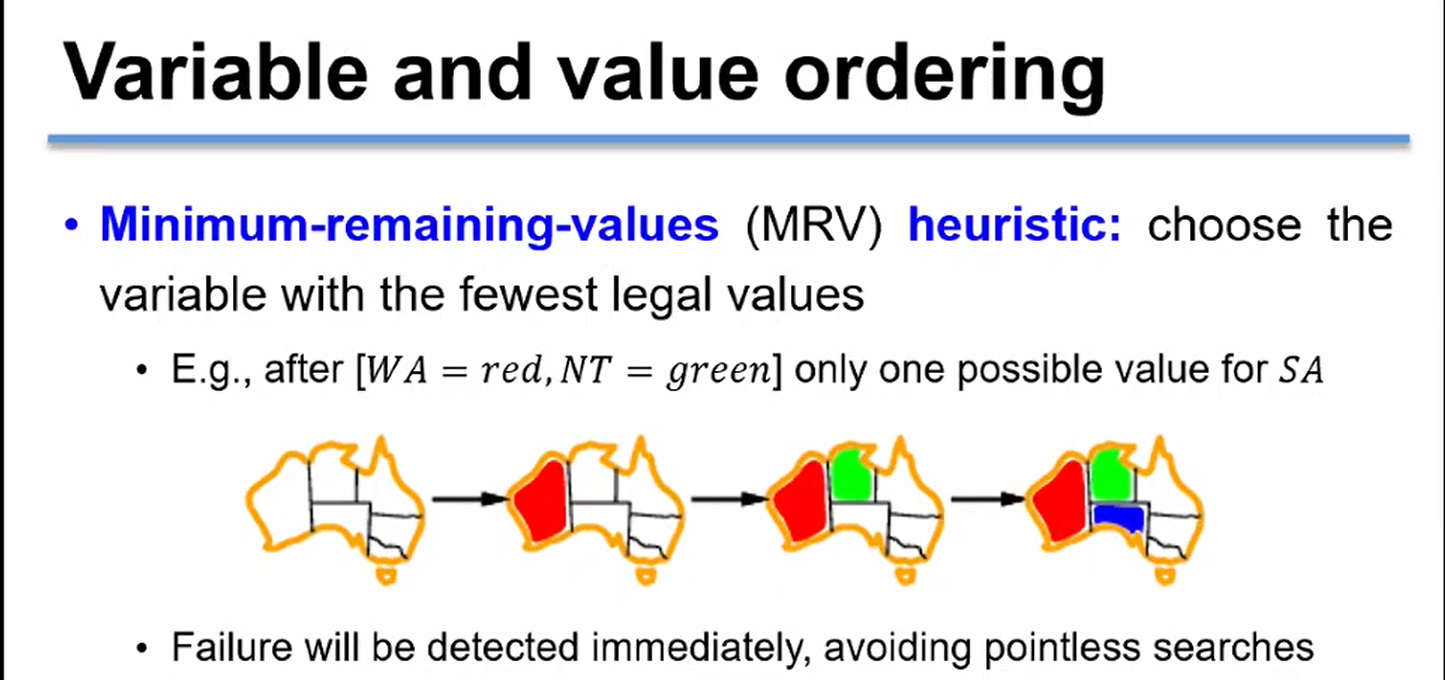 Variable and value ordering
• Minimum-remaining-values (MRV) heuristic: choose the
variable with the fewest legal values
• E.g., after [WA = red, NT = green] only one possible value for SA
• Failure will be detected immediately, avoiding pointless searches